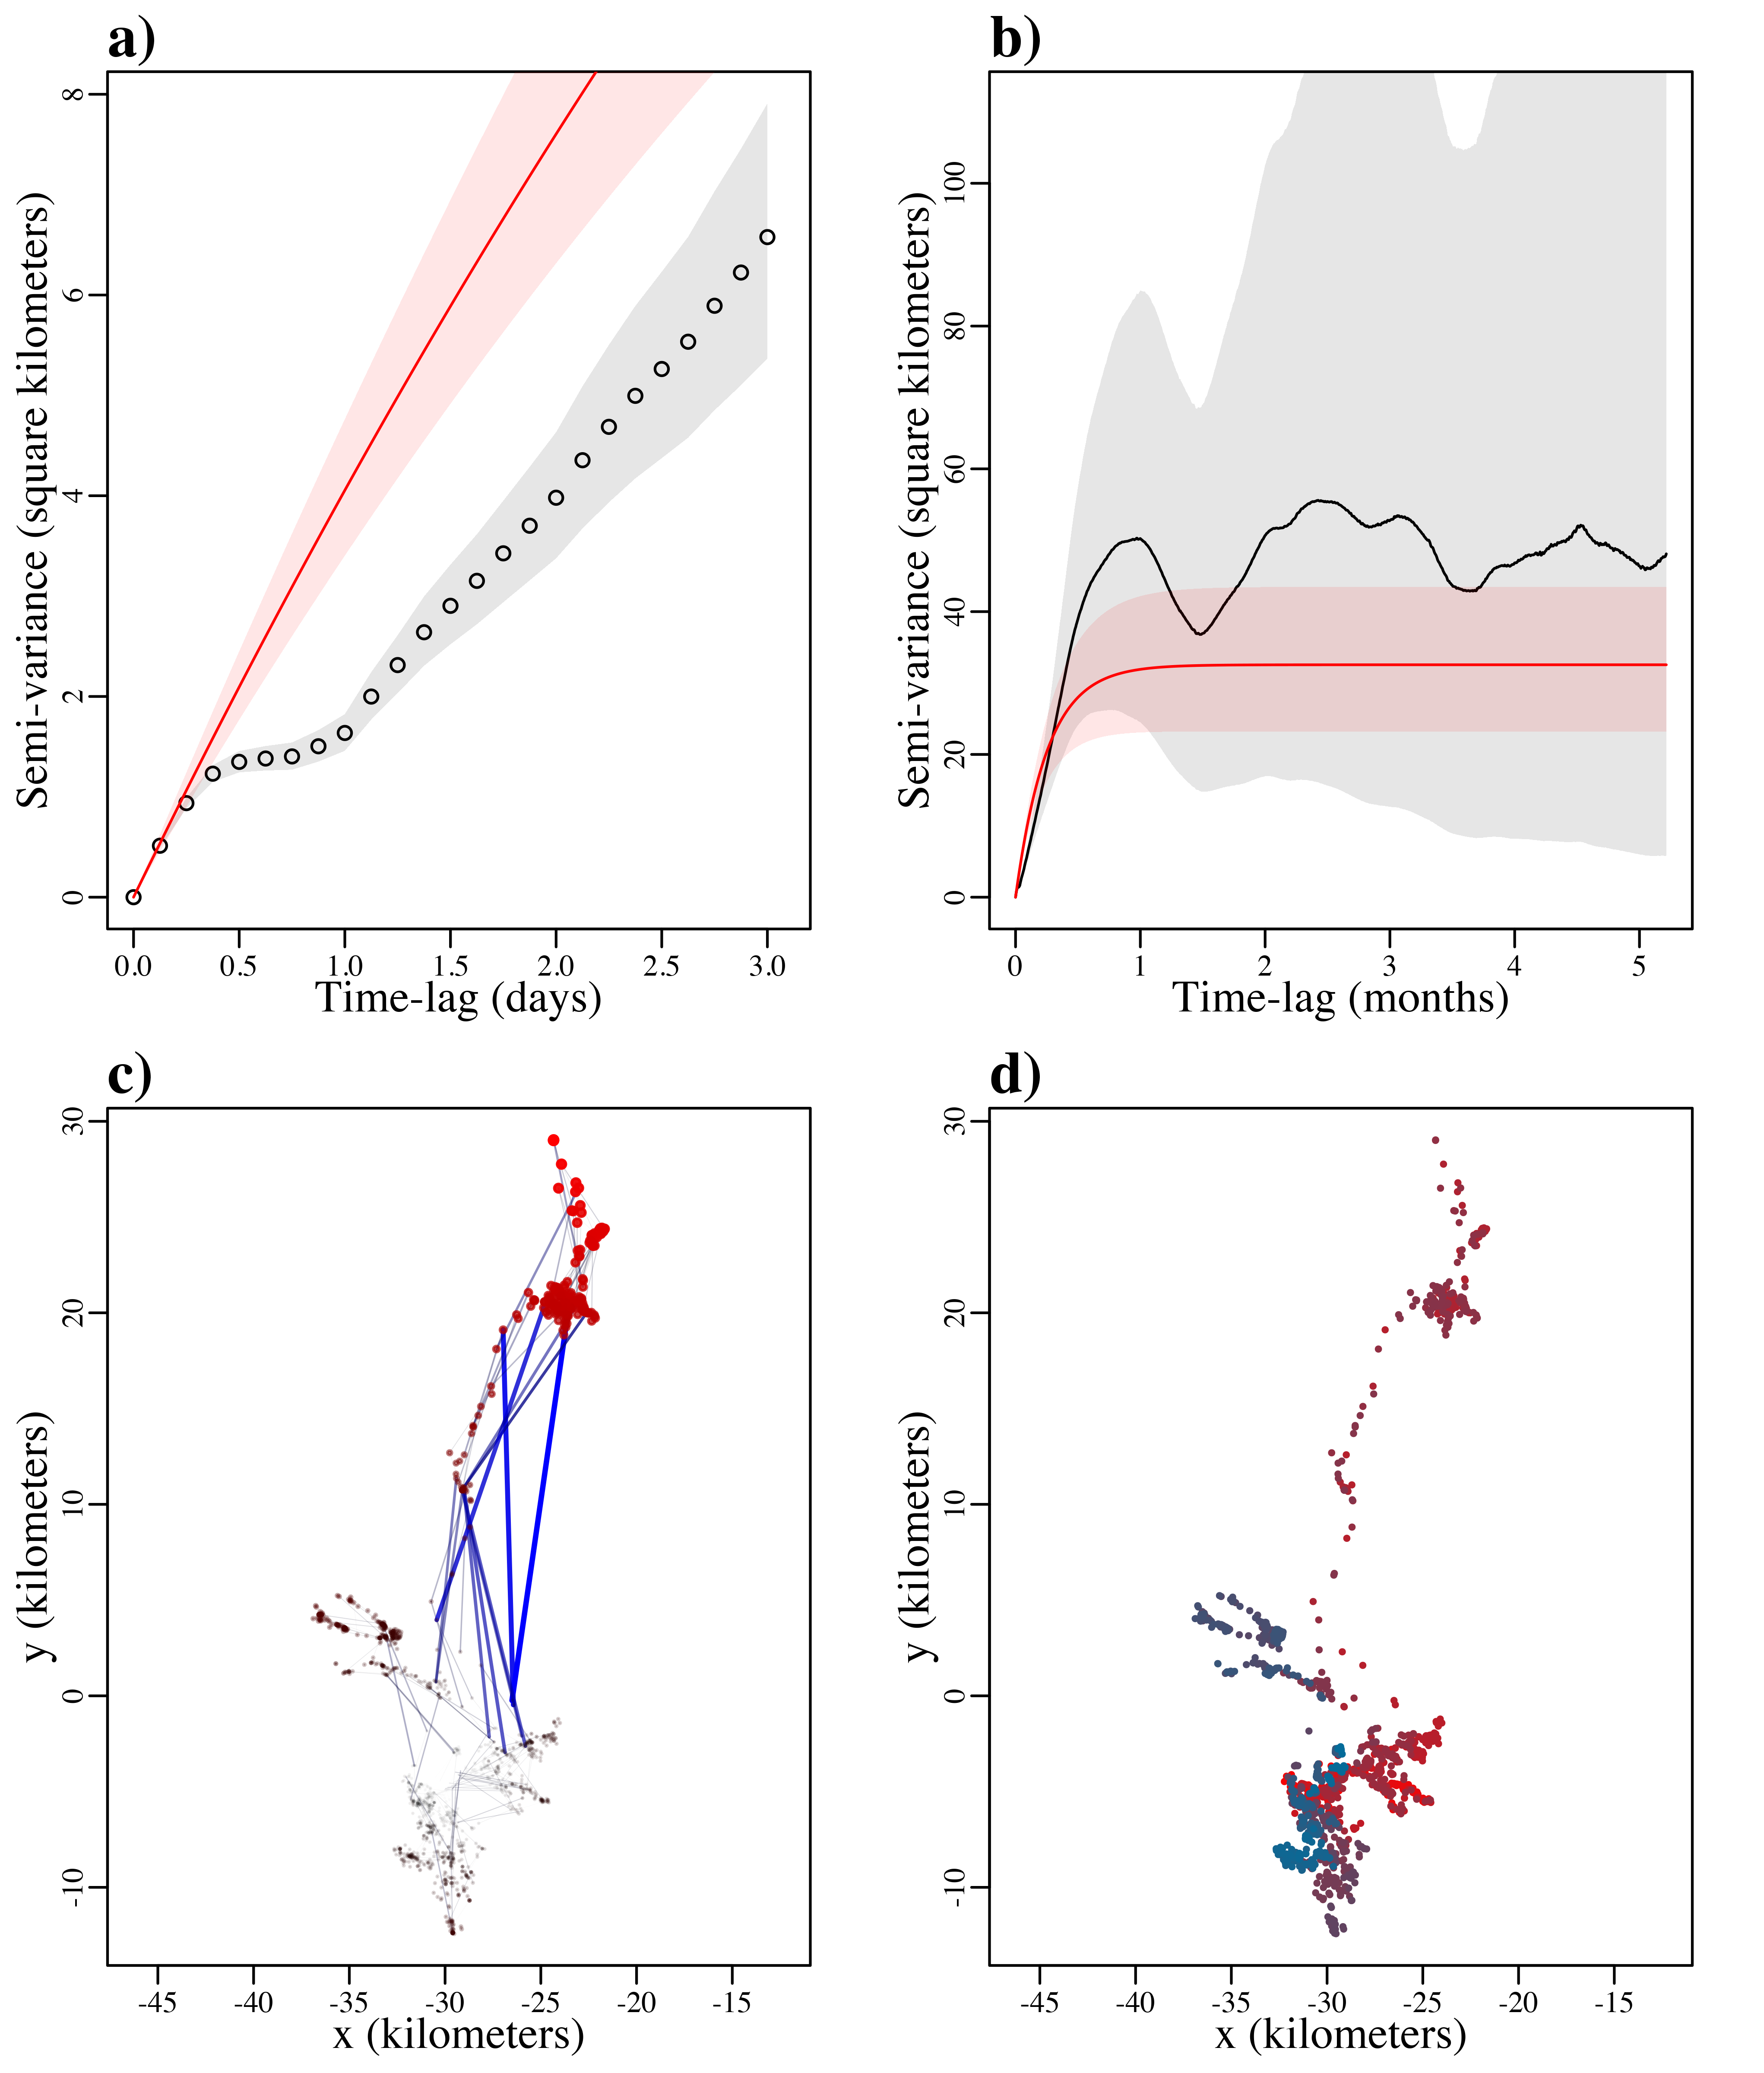 a)
Semi-variance (square kilometers)
8
6
4
2
0
0.0 0.5 1.0 1.5 2.0 2.5 3.0
Time-lag (days)
b)
Semi-variance (square kilometers)
100
80
60
40
20
0
0 1 2 3 4 5
Time-lag (months)
c)
y (kilometers)
30
20
10
0
-10
-45 -40 -35 -30 -25 -20 -15
x (kilometers)
d)
y (kilometers)
30
20
10
0
-10
-45 -40 -35 -30 -25 -20 -15
x (kilometers)